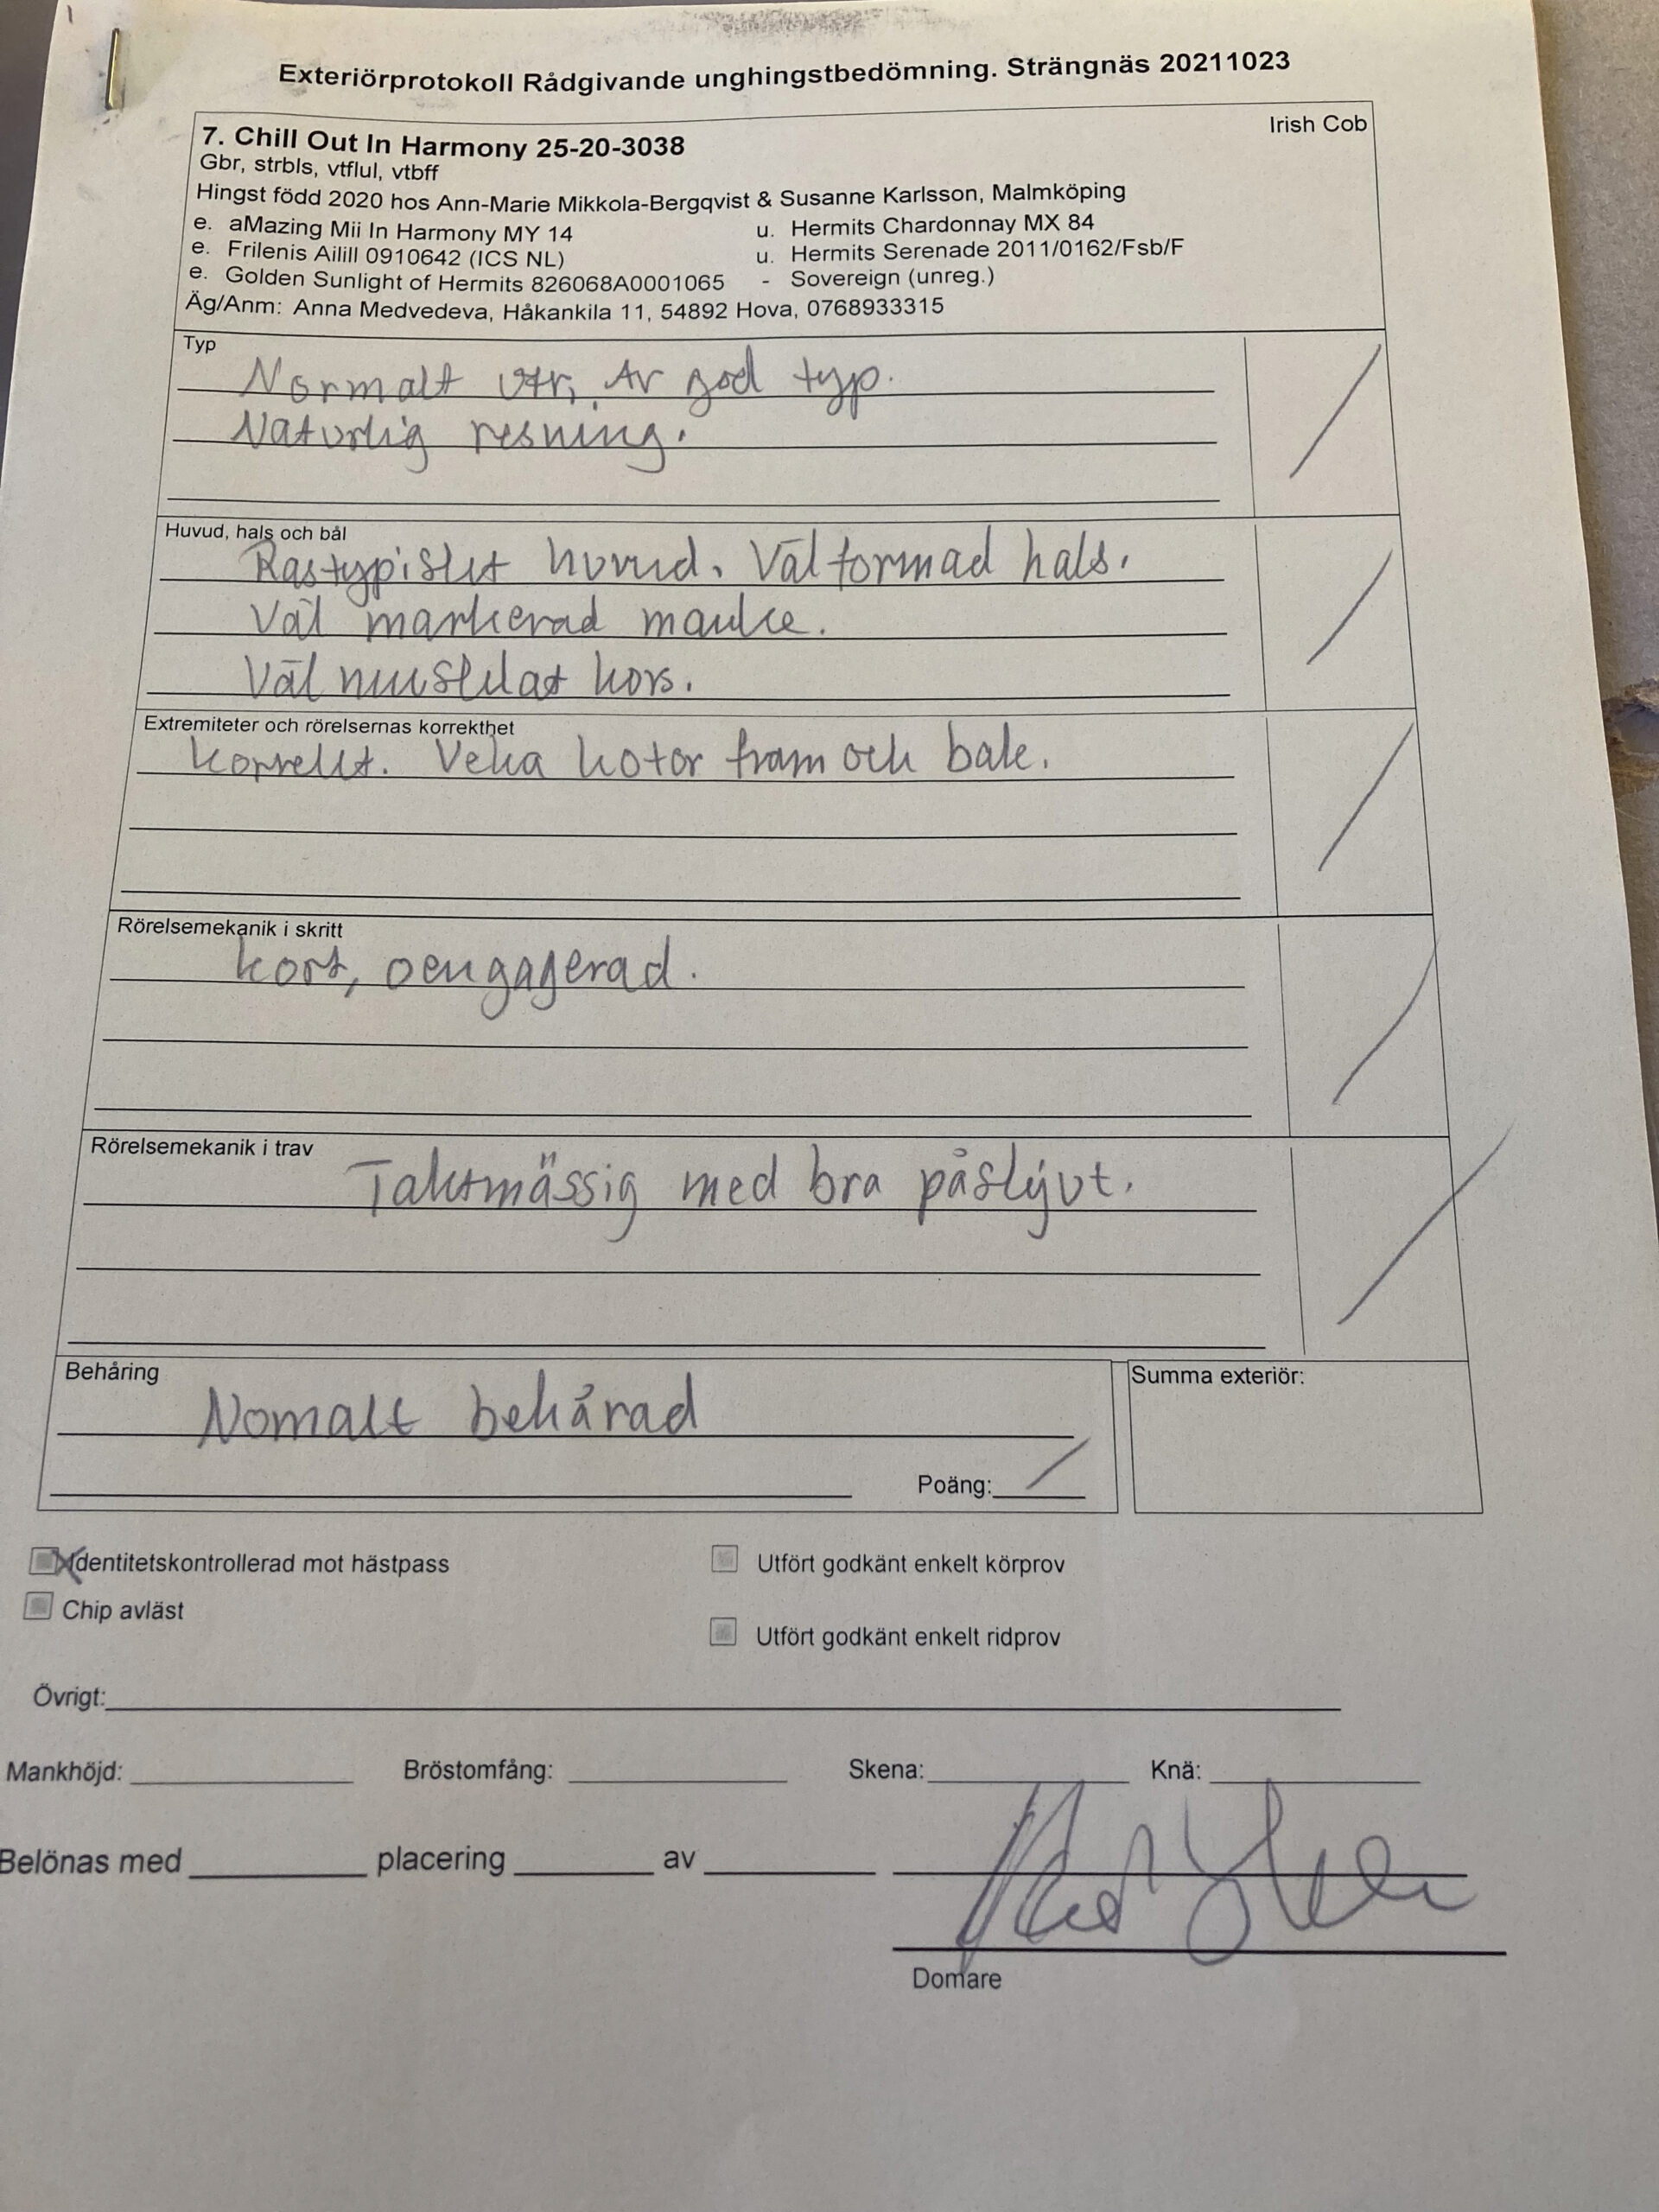 Exteriörprotokoll Rådgivande unghingstbedömning. Strängnäs 20211023
7. Chill Out In Harmony 25-20-3038 Irish Cob
Gbr, strbls, vtflul, vtbff
Hingst född 2020 hos Ann-Marie Mikkola-Bergqvist & Susanne Karlsson, Malmköping
e. aMazing Mii In Harmony MY 14 u. Hermits Chardonnay MX 84
e. Frilenis Ailill 0910642 (ICS NL) u. Hermits Serenade 2011/0162/Fsb/F
e. Golden Sunlight of Hermits 826068A0001065 - Sovereign (unreg.)
Äg/Anm: Anna Medvedeva, Håkankila 11, 54892 Hova, 0768933315
Typ
Normalt utv, Av god typ.
Naturlig resning.
Huvud, hals och bål
Rastypiskt huvud. Välformad hals.
Väl markerad manke.
Väl musklat kors.
Extremiteter och rörelsernas korrekthet
Korrekt. Veka kotor fram och bak.
Rörelsemekanik i skritt
Kort, oengagerad.
Rörelsemekanik i trav
Taktmässig med bra påskjut.
Behåring
Nomalt behårad
Poäng: /
Summa exteriör:
Identitetskontrollerad mot hästpass
Utfört godkänt enkelt körprov
Chip avläst
Utfört godkänt enkelt ridprov
Övrigt:
Mankhöjd: Bröstomfång: Skena: Knä:
Belönas med placering av
Domare